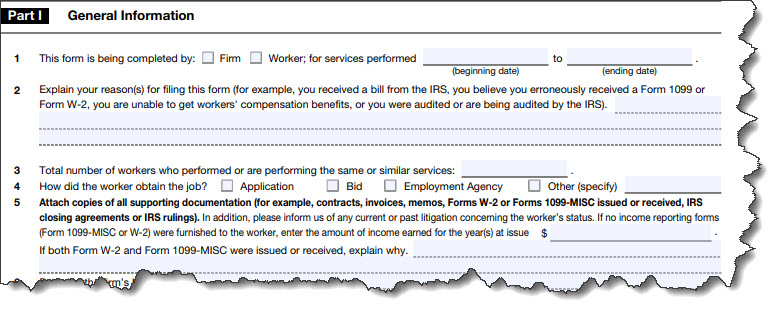 Part I General Information
1 This form is being completed by: Firm Worker; for services performed to .
(beginning date) (ending date)
2 Explain your reason(s) for filing this form (for example, you received a bill from the IRS, you believe you erroneously received a Form 1099 or
Form W-2, you are unable to get workers' compensation benefits, or you were audited or are being audited by the IRS).
3 Total number of workers who performed or are performing the same or similar services: .
4 How did the worker obtain the job? Application Bid Employment Agency Other (specify)
5 Attach copies of all supporting documentation (for example, contracts, invoices, memos, Forms W-2 or Forms 1099-MISC issued or received, IRS
closing agreements or IRS rulings). In addition, please inform us of any current or past litigation concerning the worker's status. If no income reporting forms
(Form 1099-MISC or W-2) were furnished to the worker, enter the amount of income earned for the year(s) at issue $ .
If both Form W-2 and Form 1099-MISC were issued or received, explain why.